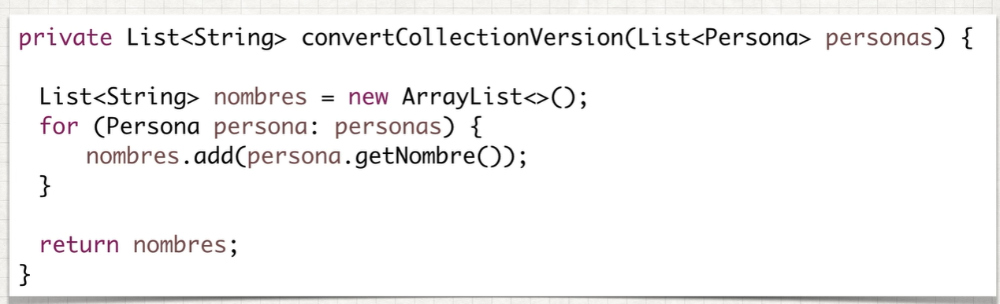 private List<String> convertCollectionVersion(List<Persona> personas) {
List<String> nombres = new ArrayList<>();
for (Persona persona: personas) {
nombres.add(persona.getNombre());
}
return nombres;
}